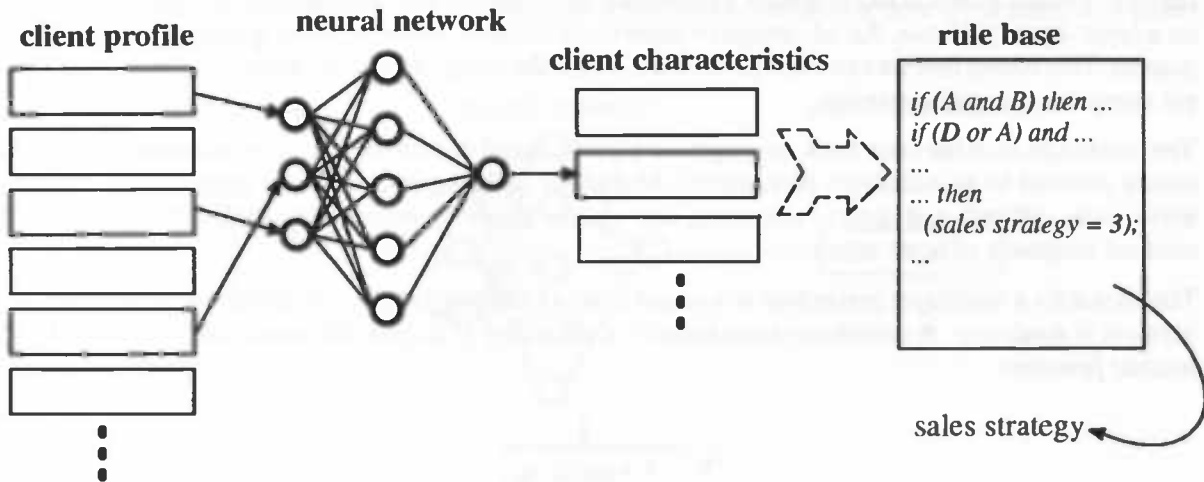 client profile
neural network
client characteristics
rule base
if (A and B) then ...
if (D or A) and ...
...
... then
(sales strategy = 3);
...
sales strategy